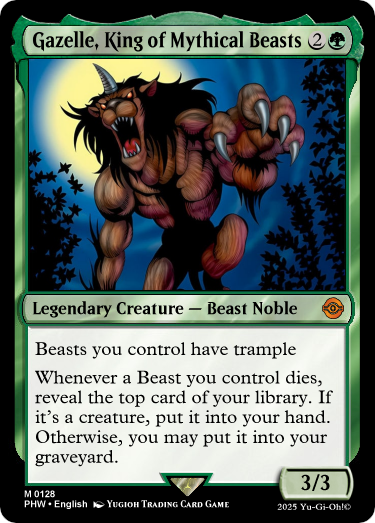 Gazelle, King of Mythical Beasts 2
Legendary Creature — Beast Noble
Beasts you control have trample
Whenever a Beast you control dies,
reveal the top card of your library. If
it's a creature, put it into your hand.
Otherwise, you may put it into your
graveyard.
3/3
M 0128
PHW • English Yugioh Trading Card Game
2025 Yu-Gi-Oh!©